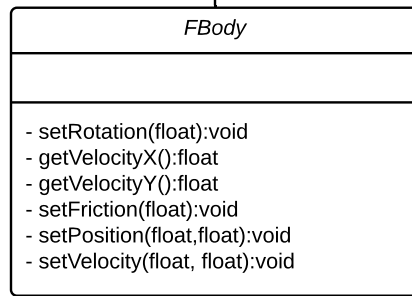 FBody
- setRotation(float):void
- getVelocityX():float
- getVelocityY():float
- setFriction(float):void
- setPosition(float,float):void
- setVelocity(float, float):void